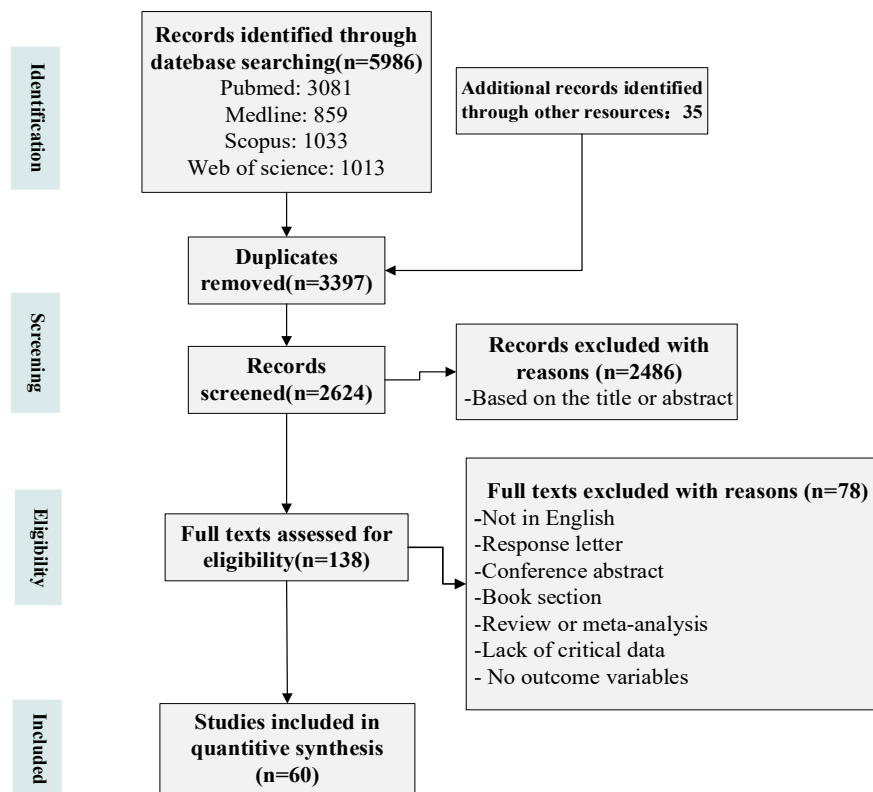 Identification
Records identified through
datebase searching(n=5986)
Pubmed: 3081
Medline: 859
Scopus: 1033
Web of science: 1013
Additional records identified
through other resources：35
Duplicates
removed(n=3397)
Screening
Records
screened(n=2624)
Records excluded with
reasons (n=2486)
-Based on the title or abstract
Eligibility
Full texts assessed for
eligibility(n=138)
Full texts excluded with reasons (n=78)
-Not in English
-Response letter
-Conference abstract
-Book section
-Review or meta-analysis
-Lack of critical data
- No outcome variables
Included
Studies included in
quantitive synthesis
(n=60)